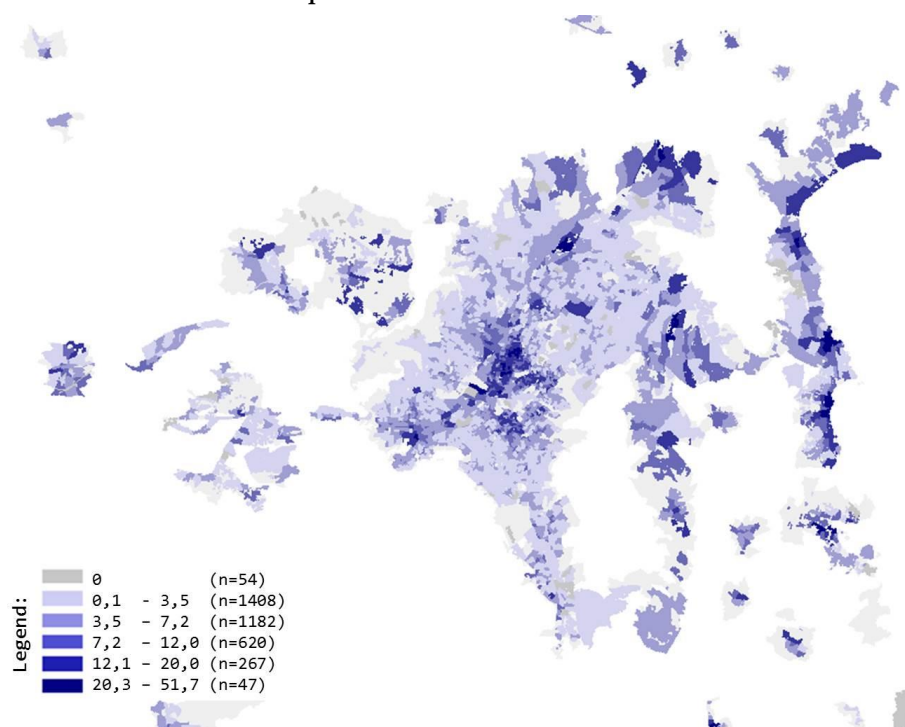 Legend:
0 (n=54)
0,1 - 3,5 (n=1408)
3,5 - 7,2 (n=1182)
7,2 - 12,0 (n=620)
12,1 - 20,0 (n=267)
20,3 - 51,7 (n=47)